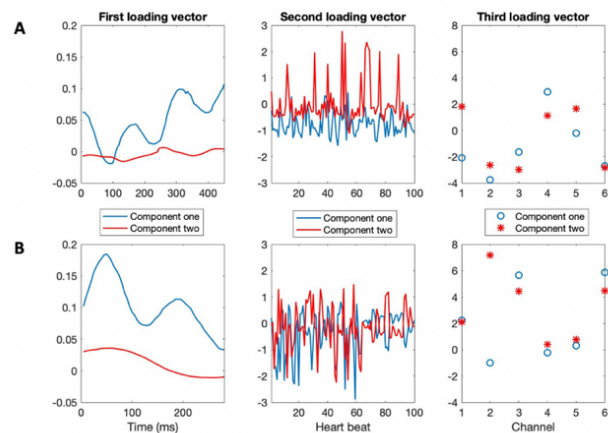 First loading vector
Second loading vector
Third loading vector
A
0.2
0.15
0.1
0.05
0
-0.05
0 100 200 300 400
3
2
1
0
-1
-2
-3
20 40 60 80 100
8
6
4
2
0
-2
-4
1 2 3 4 5 6
Component one
Component two
Component one
Component two
Component one
Component two
B
0.2
0.15
0.1
0.05
0
-0.05
0 100 200
Time (ms)
3
2
1
0
-1
-2
-3
20 40 60 80 100
Heart beat
8
6
4
2
0
-2
-4
1 2 3 4 5 6
Channel